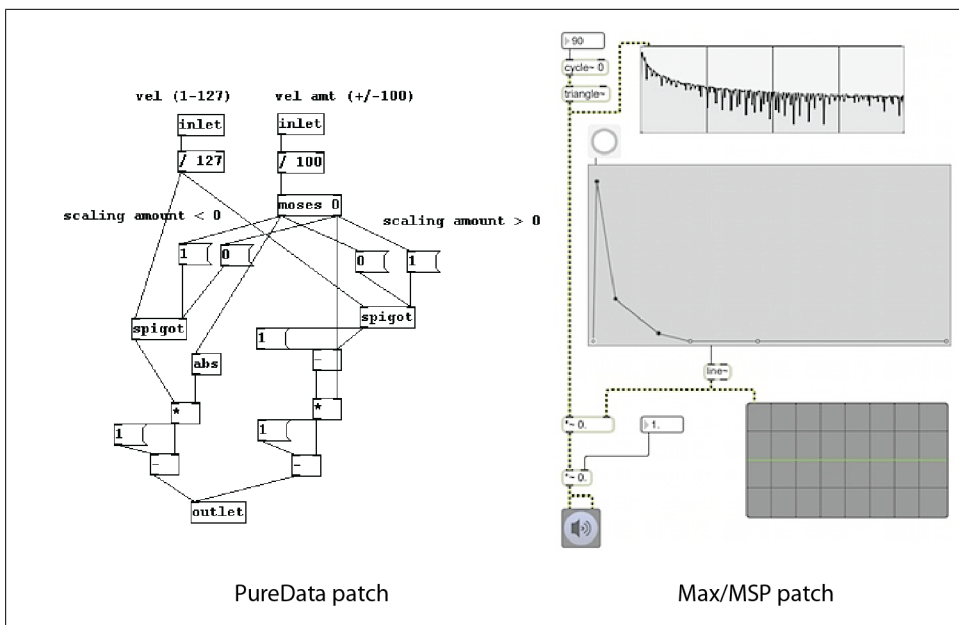 vel (1-127)
vel amt (+/-100)
inlet
inlet
/ 127
/ 100
moses 0
scaling amount < 0
scaling amount > 0
1
0
0
1
spigot
spigot
1
-
abs
*
*
1
1
-
-
outlet
PureData patch
90
cycle~ 0
triangle~
line~
*~ 0.
1.
*~ 0.
Max/MSP patch